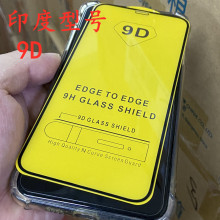 印度型号
9D
9D
EDGE TO EDGE
9H GLASS SHIELD
9D GLASS SHIELD
High Quality N-Curve Screen Guard